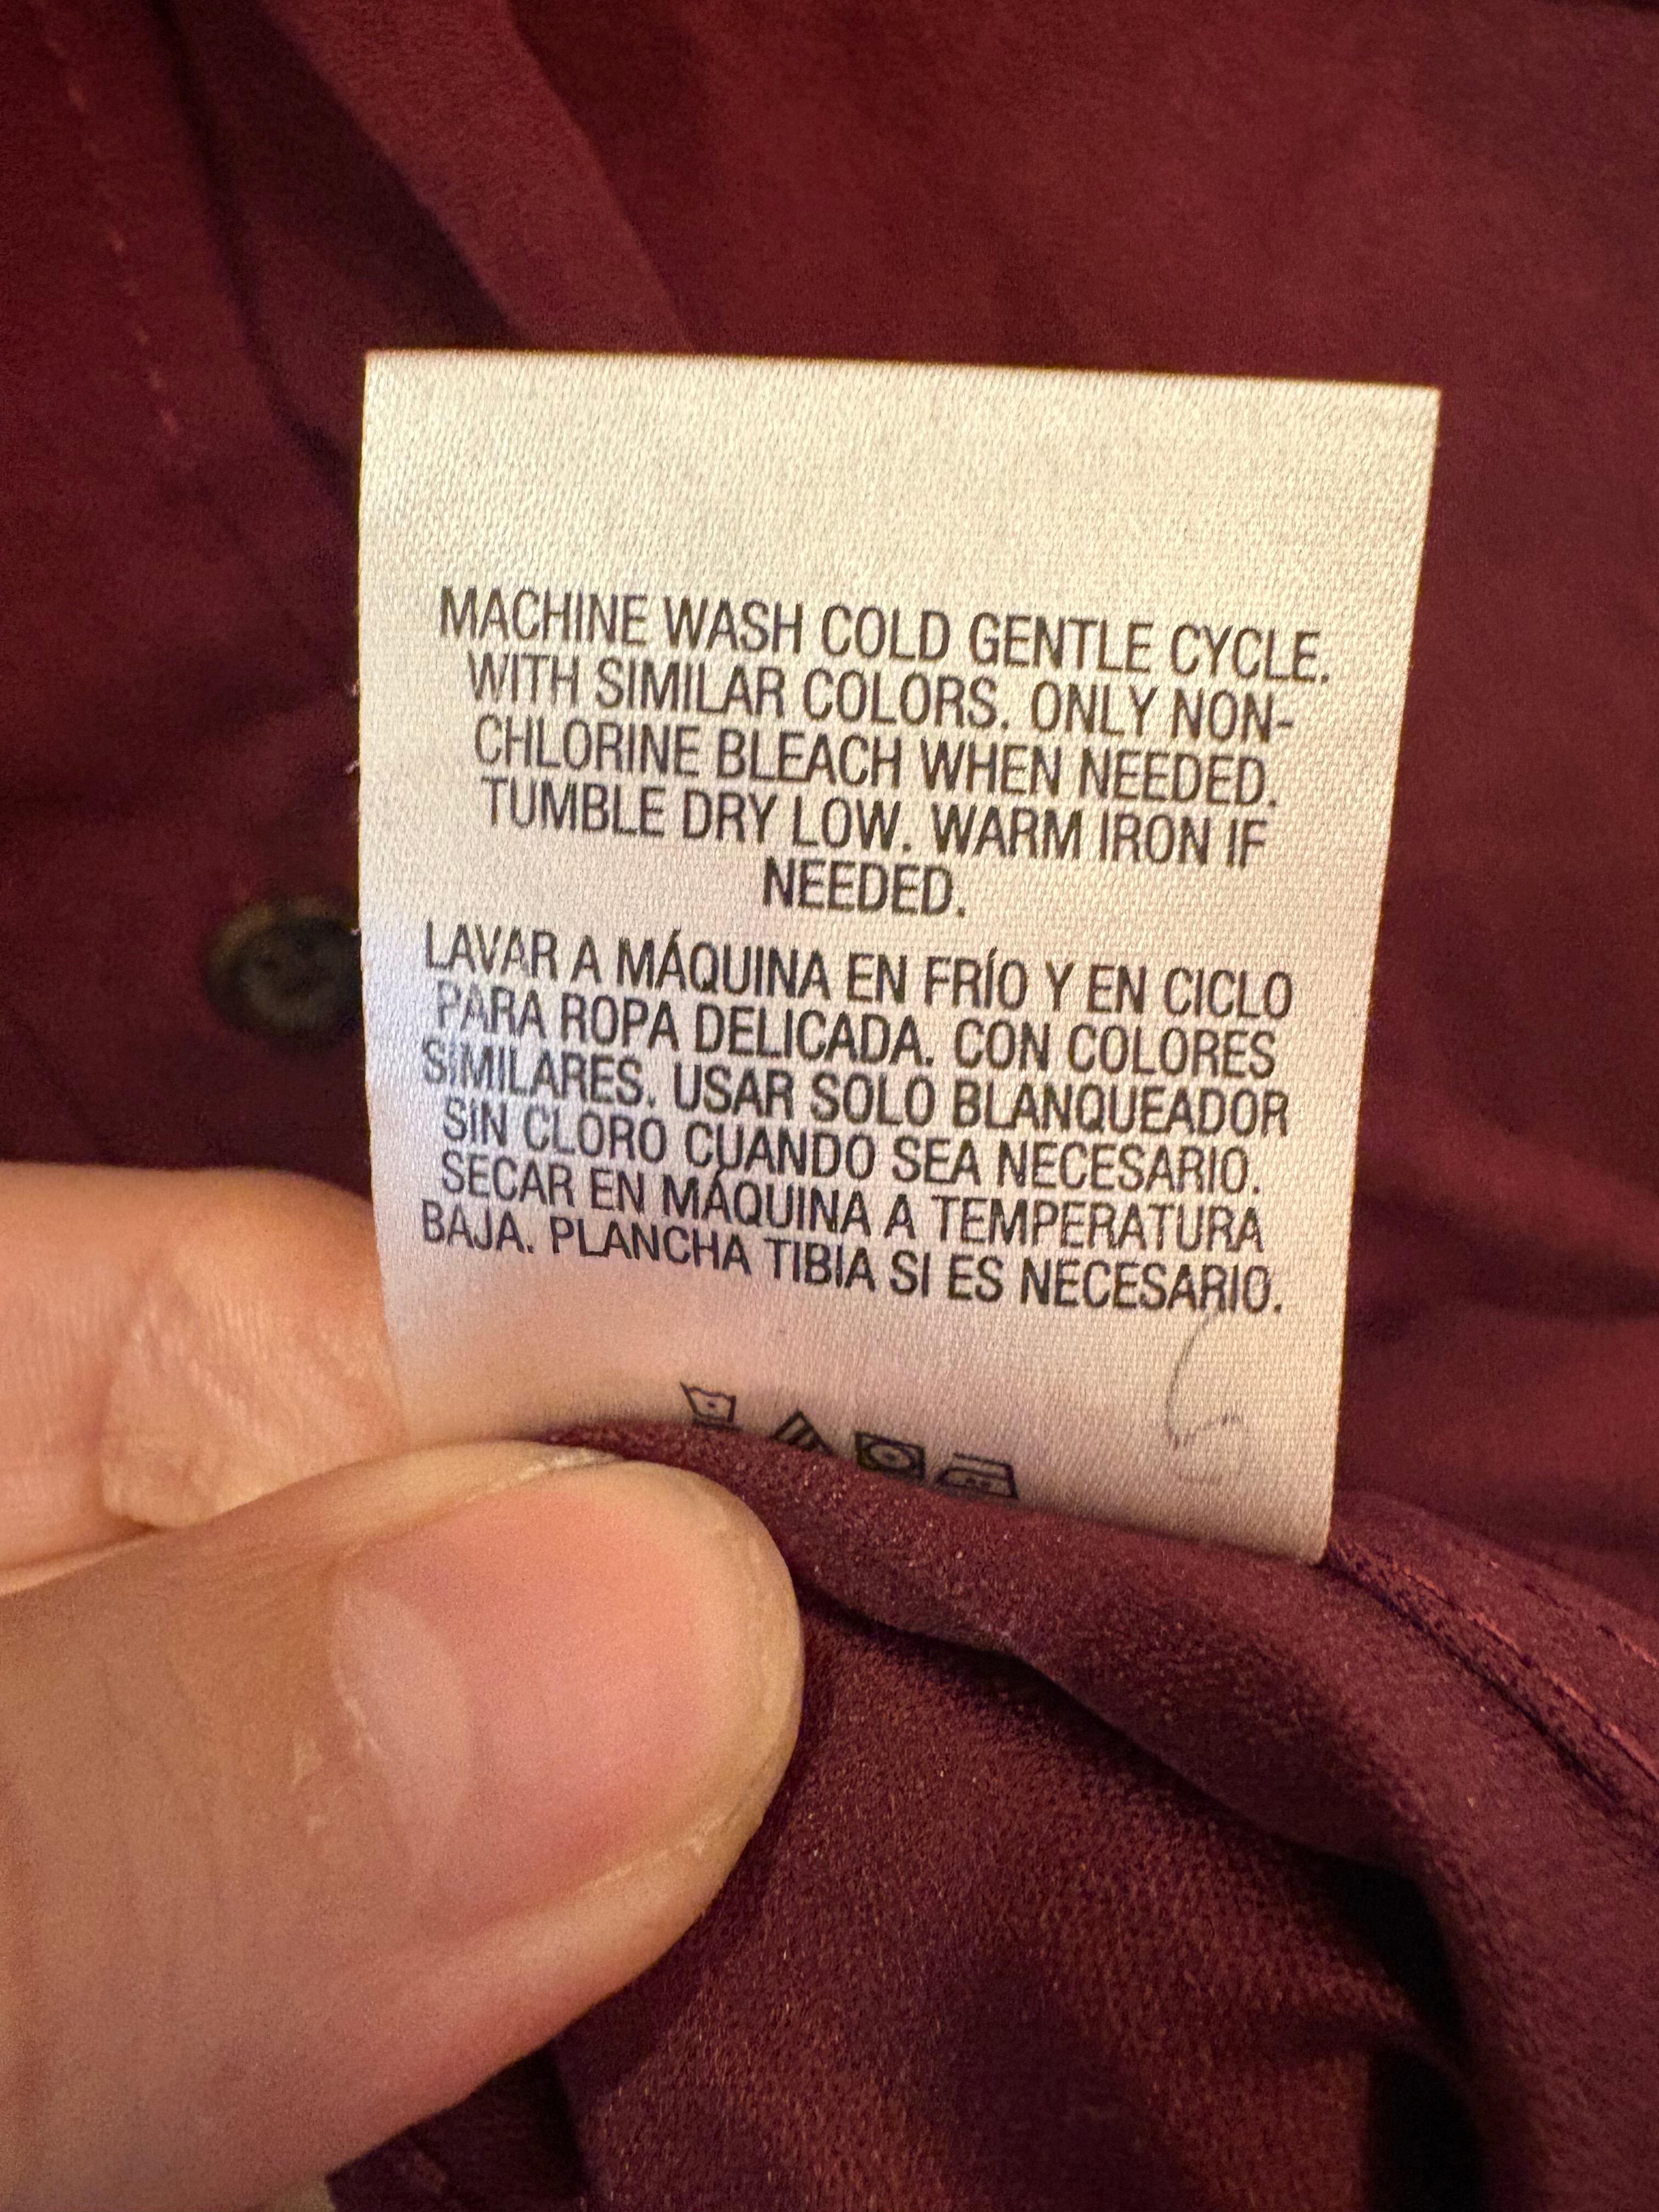 MACHINE WASH COLD GENTLE CYCLE.
WITH SIMILAR COLORS. ONLY NON-
CHLORINE BLEACH WHEN NEEDED.
TUMBLE DRY LOW. WARM IRON IF
NEEDED.
LAVAR A MÁQUINA EN FRÍO Y EN CICLO
PARA ROPA DELICADA. CON COLORES
SIMILARES. USAR SOLO BLANQUEADOR
SIN CLORO CUANDO SEA NECESARIO.
SECAR EN MÁQUINA A TEMPERATURA
BAJA. PLANCHA TIBIA SI ES NECESARIO.